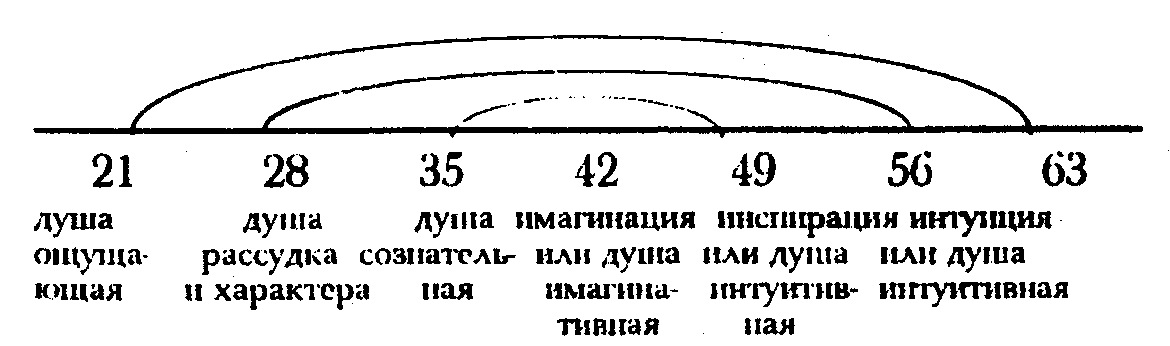 21 28 35 42 49 56 63
душа душа душа имагинация инспирация интуиция
ощуща- рассудка сознатель- или душа или душа или душа
ющая и характера ная имагина- интуитив- интуитивная
тивная ная